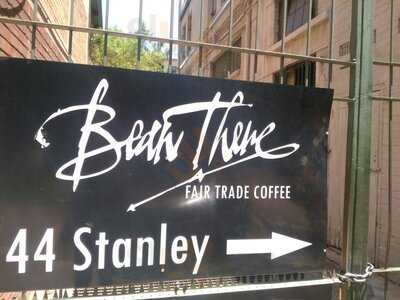 Bean There
FAIR TRADE COFFEE
44 Stanley